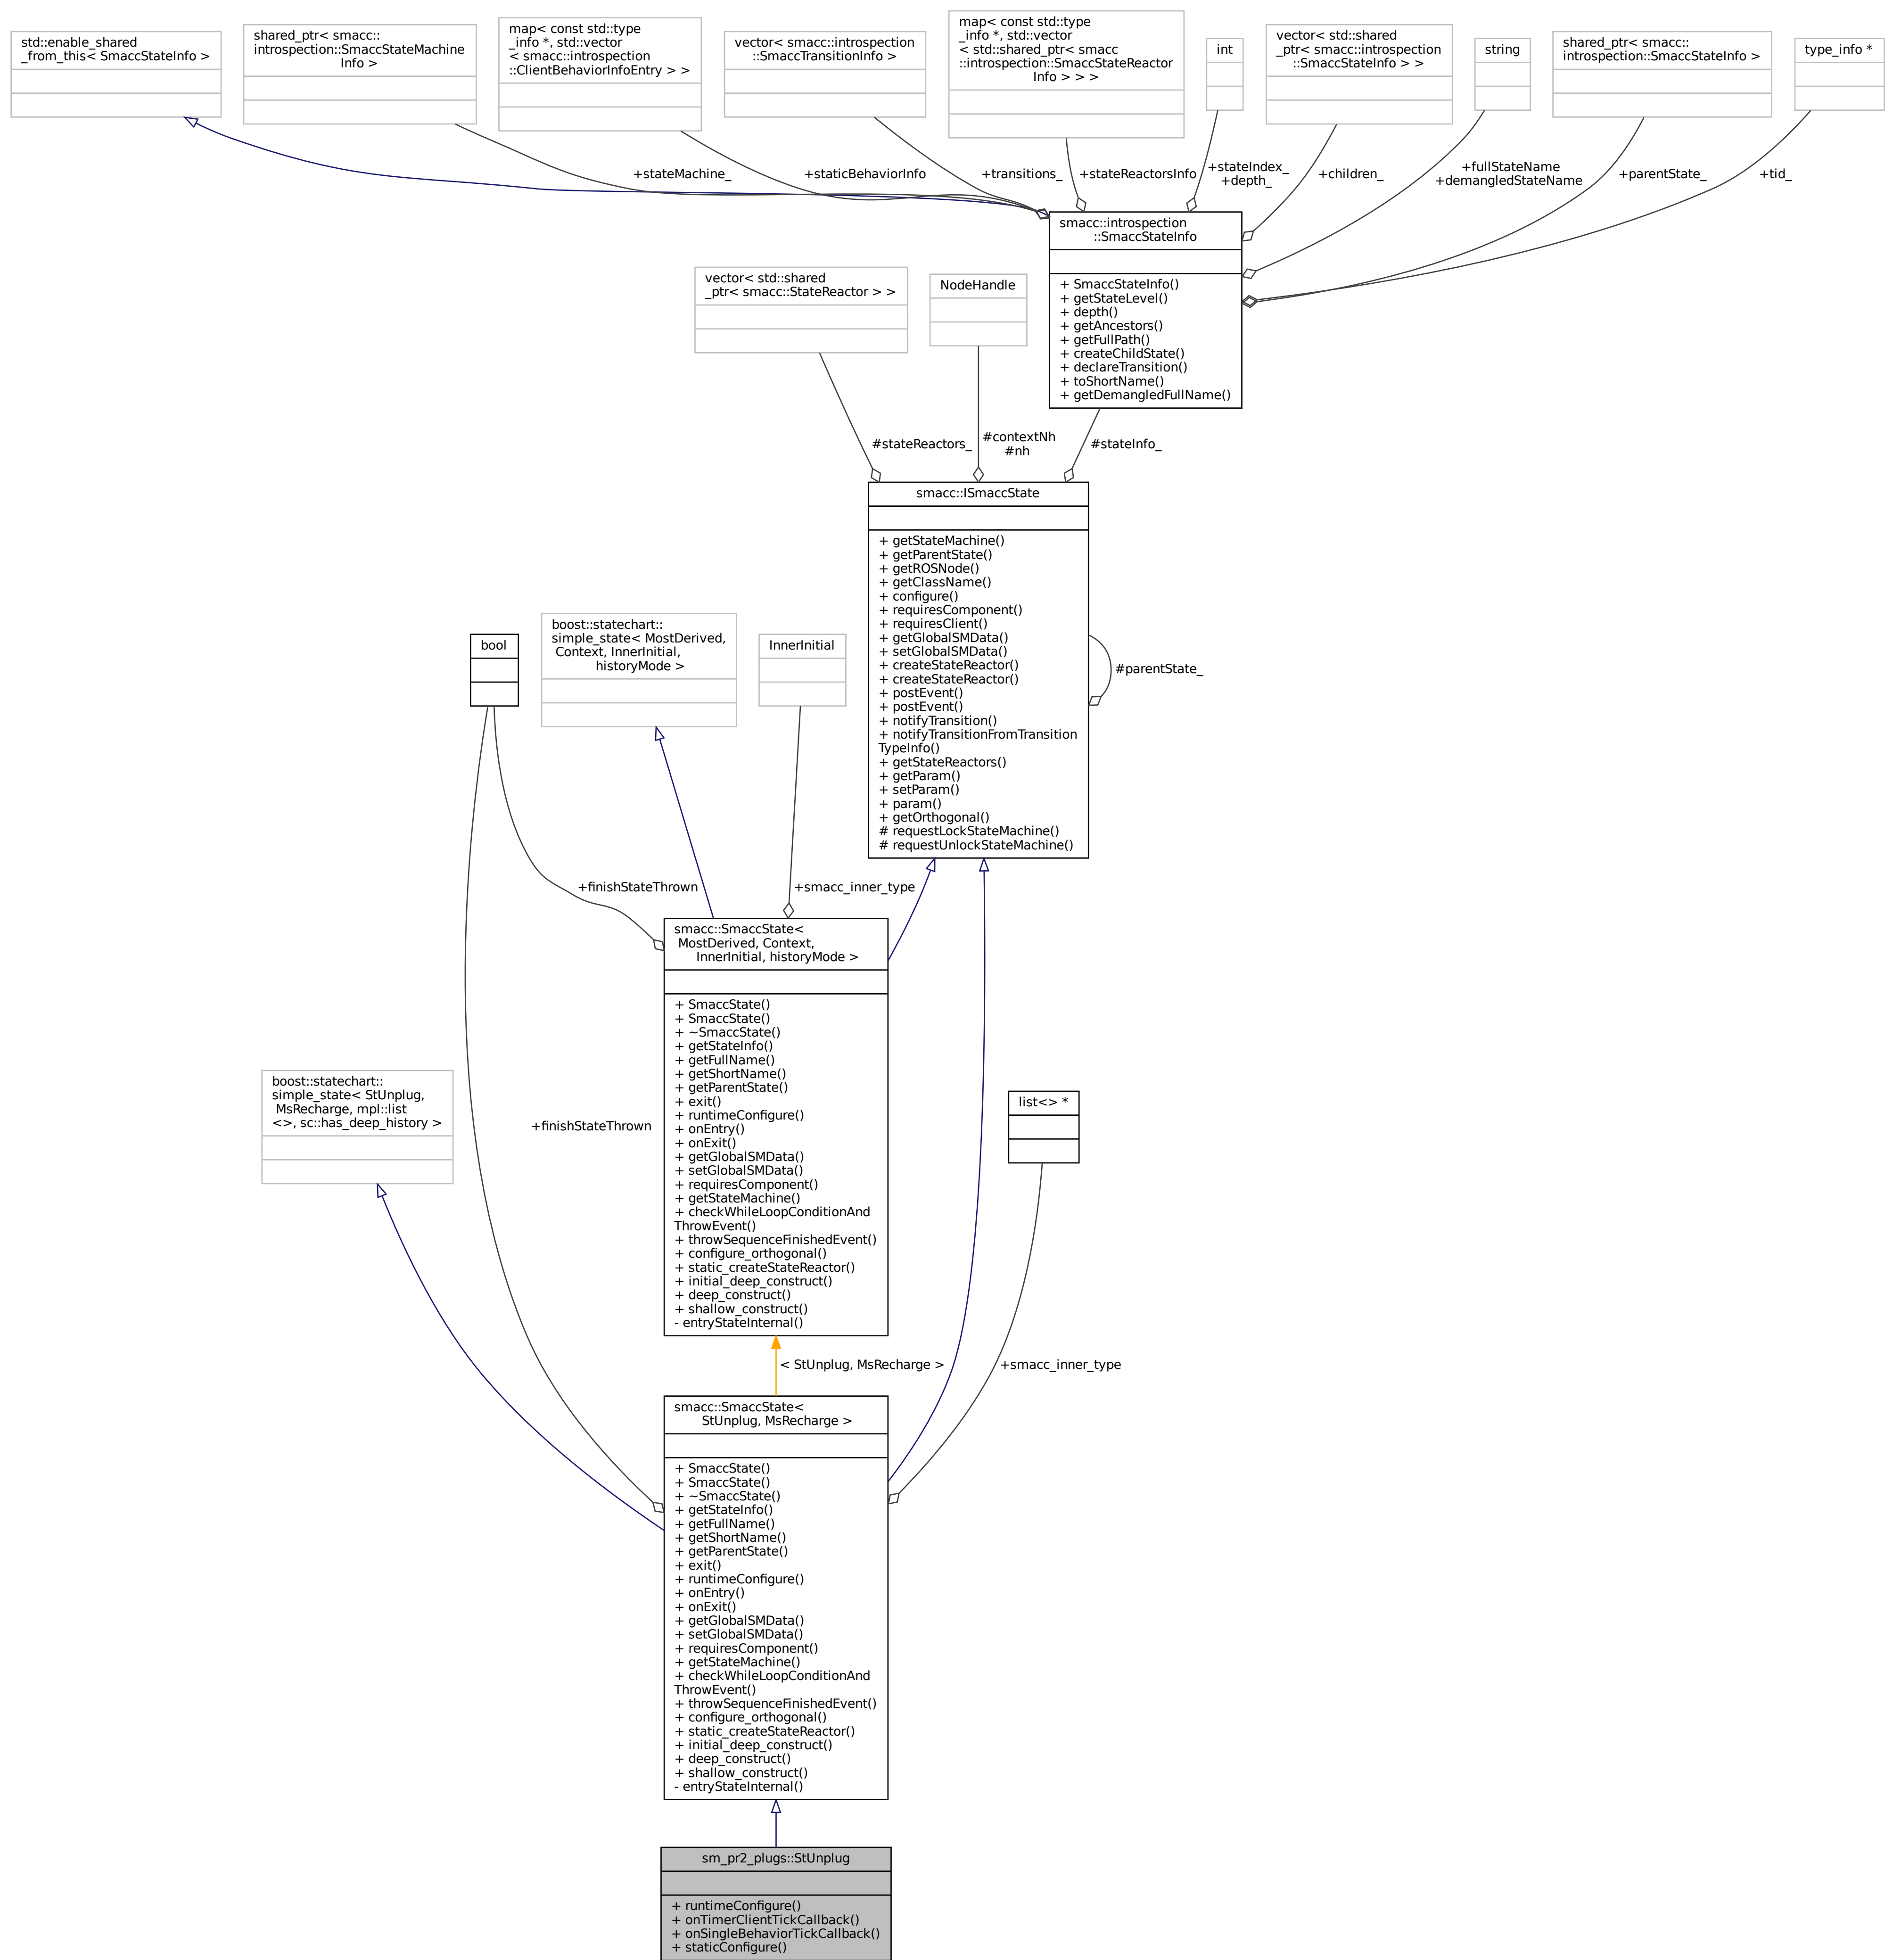 std::enable_shared
_from_this< SmaccStateInfo >
shared_ptr< smacc::
introspection::SmaccStateMachine
Info >
map< const std::type
_info *, std::vector
< smacc::introspection
::ClientBehaviorInfoEntry > >
vector< smacc::introspection
::SmaccTransitionInfo >
map< const std::type
_info *, std::vector
< std::shared_ptr< smacc
::introspection::SmaccStateReactor
Info > > >
int
vector< std::shared
_ptr< smacc::introspection
::SmaccStateInfo > >
string
shared_ptr< smacc::
introspection::SmaccStateInfo >
type_info *
+stateMachine_
+staticBehaviorInfo
+transitions_
+stateReactorsInfo
+stateIndex_
+depth_
+children_
+fullStateName
+demangledStateName
+parentState_
+tid_
smacc::introspection
::SmaccStateInfo
+ SmaccStateInfo()
+ getStateLevel()
+ depth()
+ getAncestors()
+ getFullPath()
+ createChildState()
+ declareTransition()
+ toShortName()
+ getDemangledFullName()
vector< std::shared
_ptr< smacc::StateReactor > >
NodeHandle
#stateReactors_
#contextNh
#nh
#stateInfo_
smacc::ISmaccState
+ getStateMachine()
+ getParentState()
+ getROSNode()
+ getClassName()
+ configure()
+ requiresComponent()
+ requiresClient()
+ getGlobalSMData()
+ setGlobalSMData()
+ createStateReactor()
+ createStateReactor()
+ postEvent()
+ postEvent()
+ notifyTransition()
+ notifyTransitionFromTransition
TypeInfo()
+ getStateReactors()
+ getParam()
+ setParam()
+ param()
+ getOrthogonal()
# requestLockStateMachine()
# requestUnlockStateMachine()
#parentState_
bool
boost::statechart::
simple_state< MostDerived,
Context, InnerInitial,
historyMode >
InnerInitial
+finishStateThrown
+smacc_inner_type
smacc::SmaccState<
MostDerived, Context,
InnerInitial, historyMode >
+ SmaccState()
+ SmaccState()
+ ~SmaccState()
+ getStateInfo()
+ getFullName()
+ getShortName()
+ getParentState()
+ exit()
+ runtimeConfigure()
+ onEntry()
+ onExit()
+ getGlobalSMData()
+ setGlobalSMData()
+ requiresComponent()
+ getStateMachine()
+ checkWhileLoopConditionAnd
ThrowEvent()
+ throwSequenceFinishedEvent()
+ configure_orthogonal()
+ static_createStateReactor()
+ initial_deep_construct()
+ deep_construct()
+ shallow_construct()
- entryStateInternal()
boost::statechart::
simple_state< StUnplug,
MsRecharge, mpl::list
<>, sc::has_deep_history >
+finishStateThrown
list<> *
< StUnplug, MsRecharge >
+smacc_inner_type
smacc::SmaccState<
StUnplug, MsRecharge >
+ SmaccState()
+ SmaccState()
+ ~SmaccState()
+ getStateInfo()
+ getFullName()
+ getShortName()
+ getParentState()
+ exit()
+ runtimeConfigure()
+ onEntry()
+ onExit()
+ getGlobalSMData()
+ setGlobalSMData()
+ requiresComponent()
+ getStateMachine()
+ checkWhileLoopConditionAnd
ThrowEvent()
+ throwSequenceFinishedEvent()
+ configure_orthogonal()
+ static_createStateReactor()
+ initial_deep_construct()
+ deep_construct()
+ shallow_construct()
- entryStateInternal()
sm_pr2_plugs::StUnplug
+ runtimeConfigure()
+ onTimerClientTickCallback()
+ onSingleBehaviorTickCallback()
+ staticConfigure()